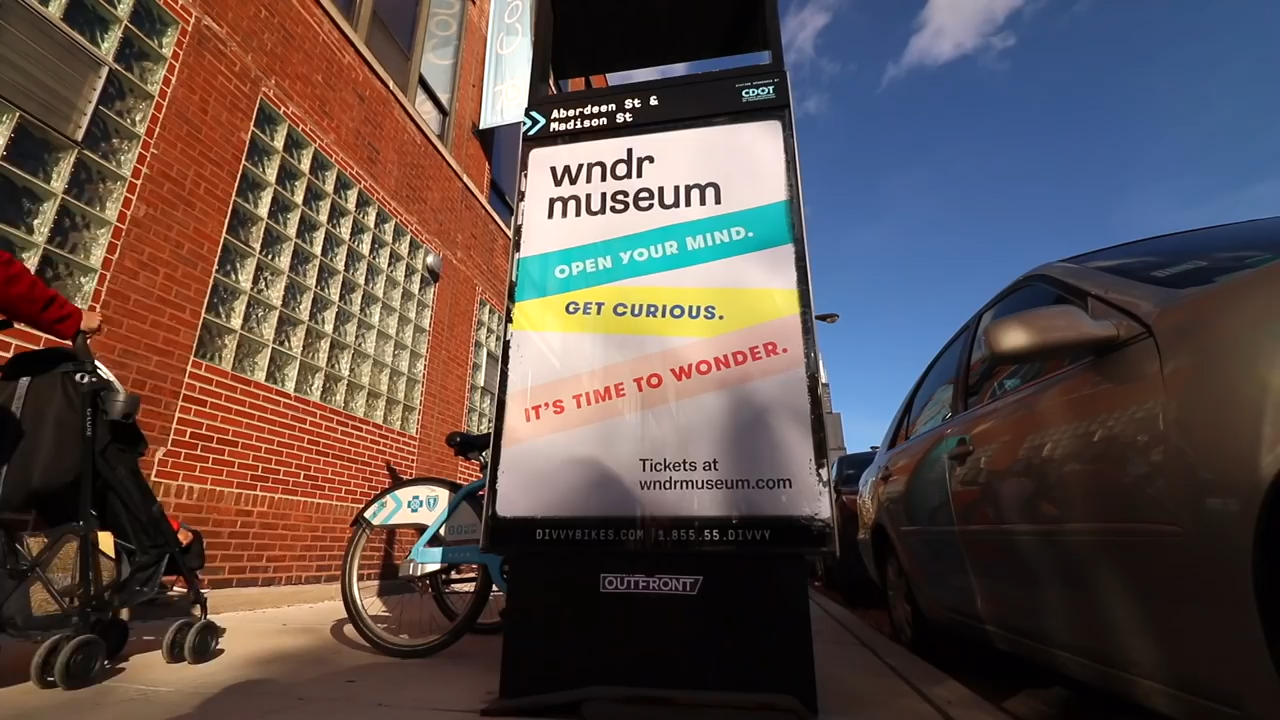 Aberdeen St &
Madison St
CDOT
wndr
museum
OPEN YOUR MIND.
GET CURIOUS.
IT'S TIME TO WONDER.
Tickets at
wndrmuseum.com
DIVVYBIKES.COM 1.855.55.DIVVY
OUTFRONT